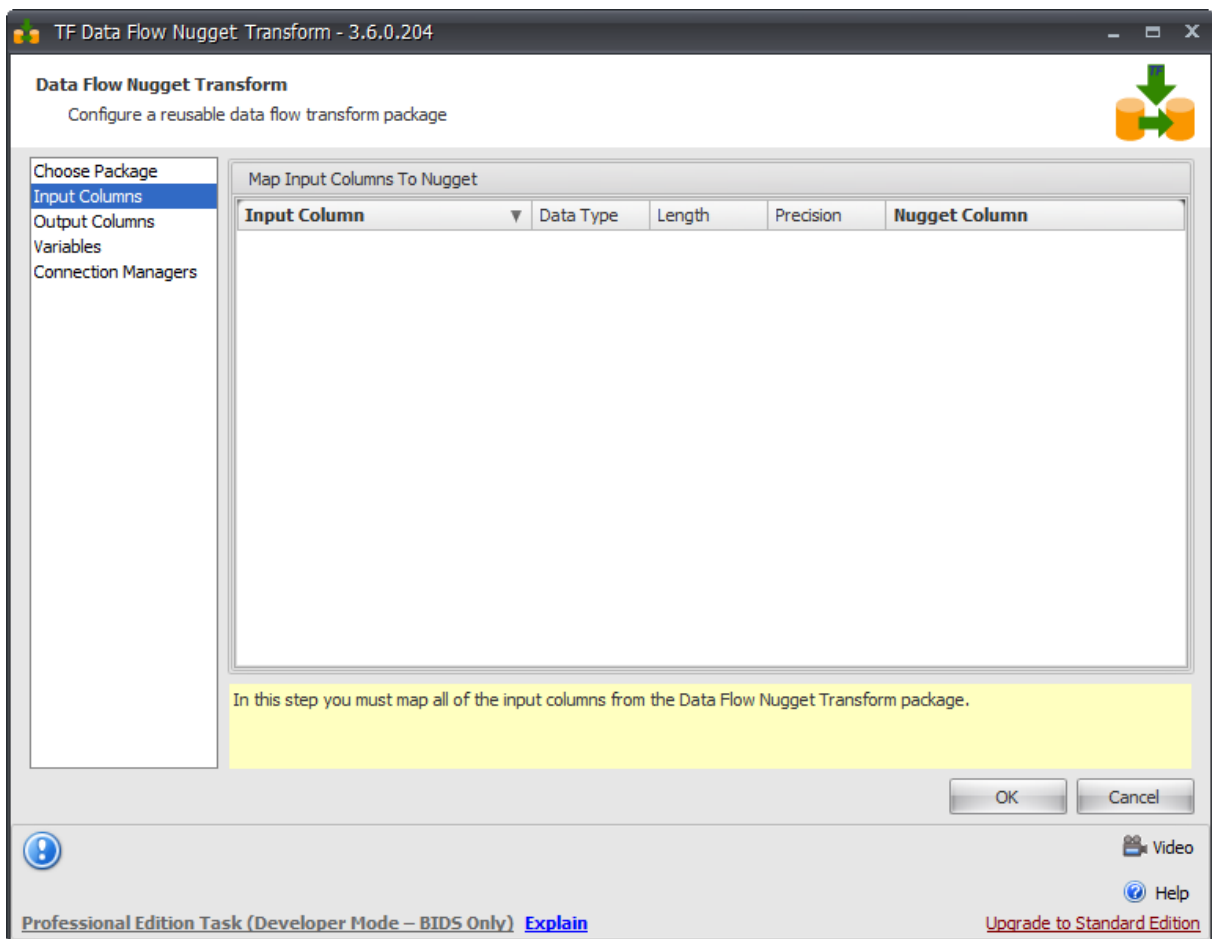 TF Data Flow Nugget Transform - 3.6.0.204
Data Flow Nugget Transform
Configure a reusable data flow transform package
TF
Choose Package
Input Columns
Output Columns
Variables
Connection Managers
Map Input Columns To Nugget
Input Column Data Type Length Precision Nugget Column
In this step you must map all of the input columns from the Data Flow Nugget Transform package.
OK Cancel
Video
Help
Professional Edition Task (Developer Mode – BIDS Only) Explain
Upgrade to Standard Edition